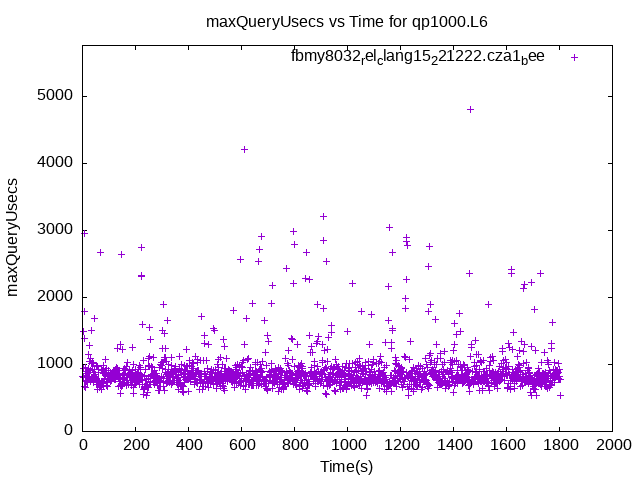 maxQueryUsecs vs Time for qp1000.L6
fbmy8032relclang15221222.cza1bee
5000
4000
3000
2000
1000
0
maxQueryUsecs
0 200 400 600 800 1000 1200 1400 1600 1800 2000
Time(s)